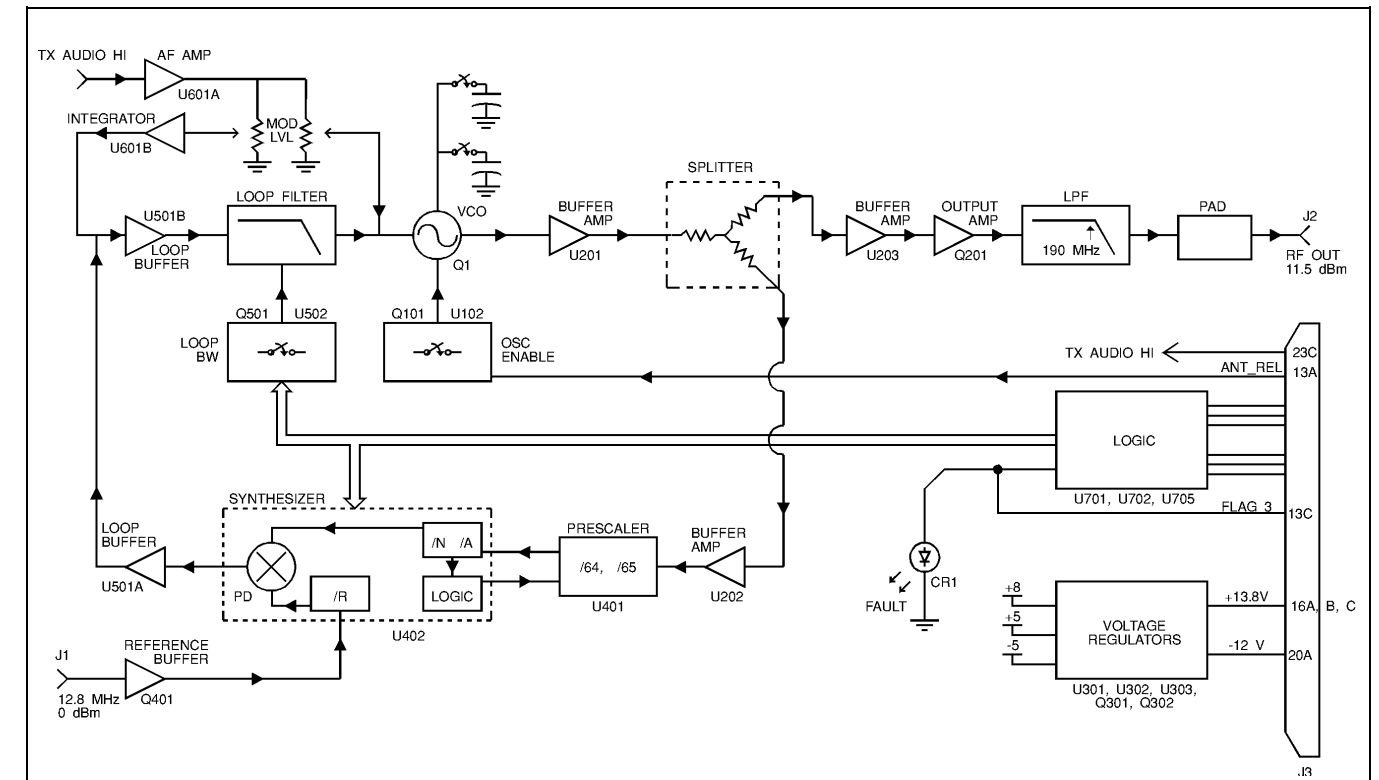 TX AUDIO HI
AF AMP
U601A
INTEGRATOR
U601B
MOD
LVL
LOOP FILTER
U501B
LOOP
BUFFER
VCO
Q1
BUFFER
AMP
U201
SPLITTER
BUFFER
AMP
U203
OUTPUT
AMP
Q201
LPF
190 MHz
PAD
J2
RF OUT
11.5 dBm
Q501 U502
LOOP
BW
Q101 U102
OSC
ENABLE
TX AUDIO HI
23C
ANT_REL
13A
LOGIC
U701, U702, U705
FLAG 3
13C
SYNTHESIZER
LOOP
BUFFER
U501A
PD
/N /A
LOGIC
/R
U402
PRESCALER
/64, /65
U401
BUFFER
AMP
U202
CR1
FAULT
+8
+5
-5
VOLTAGE
REGULATORS
U301, U302, U303,
Q301, Q302
+13.8V
16A, B, C
-12 V
20A
J1
REFERENCE
BUFFER
Q401
12.8 MHz
0 dBm
J3